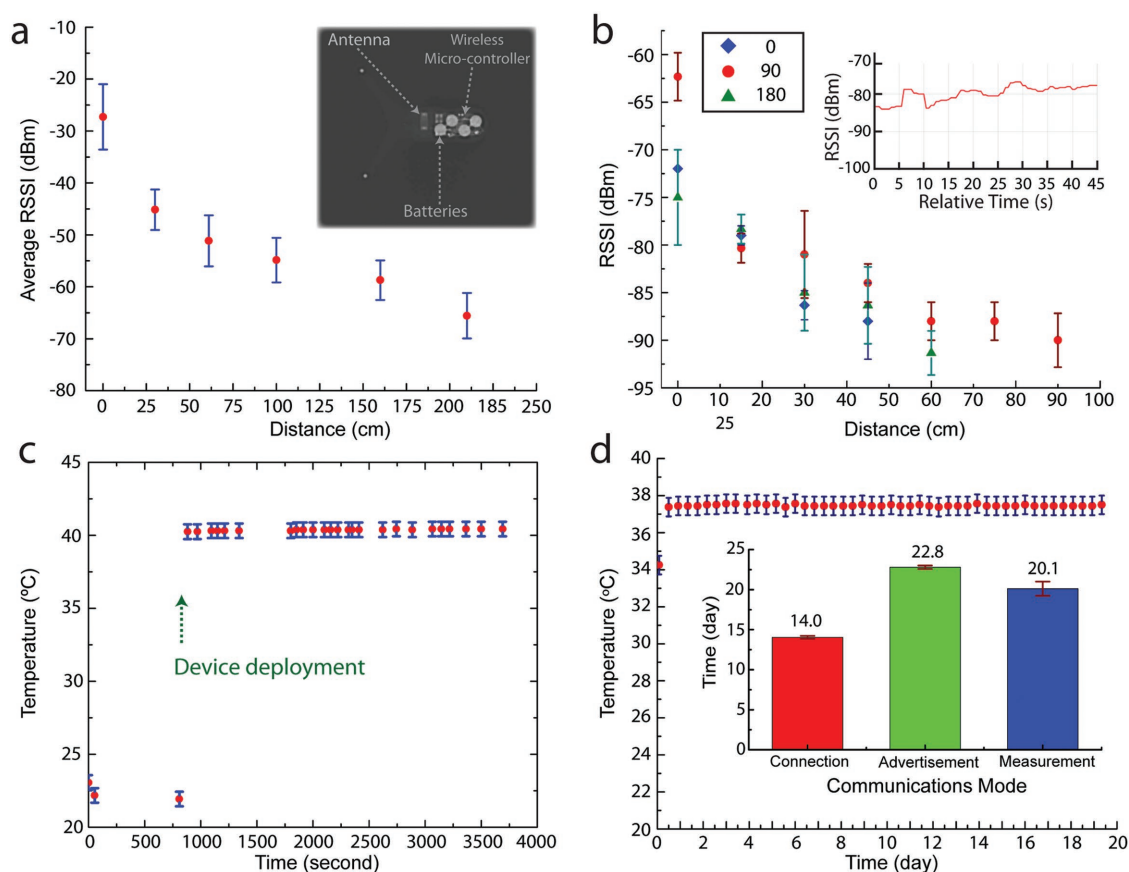 a
-10
-20
-30
-40
-50
-60
-70
-80
Average RSSI (dBm)
0 25 50 75 100 125 150 175 200 185 250
Distance (cm)
Antenna
Wireless
Micro-controller
Batteries
b
-60
-65
-70
-75
-80
-85
-90
-95
RSSI (dBm)
0
90
180
0 10 20 30 40 50 60 70 80 90 100
25
Distance (cm)
-70
-80
-90
-100
RSSI (dBm)
0 5 10 15 20 25 30 35 40 45
Relative Time (s)
c
45
40
35
30
25
20
Temperature (ºC)
Device deployment
0 500 1000 1500 2000 2500 3000 3500 4000
Time (second)
d
40
38
36
34
32
30
28
26
24
22
20
Temperature (ºC)
0 2 4 6 8 10 12 14 16 18 20
Time (day)
25
20
15
10
5
0
Time (day)
14.0
22.8
20.1
Connection Advertisement Measurement
Communications Mode